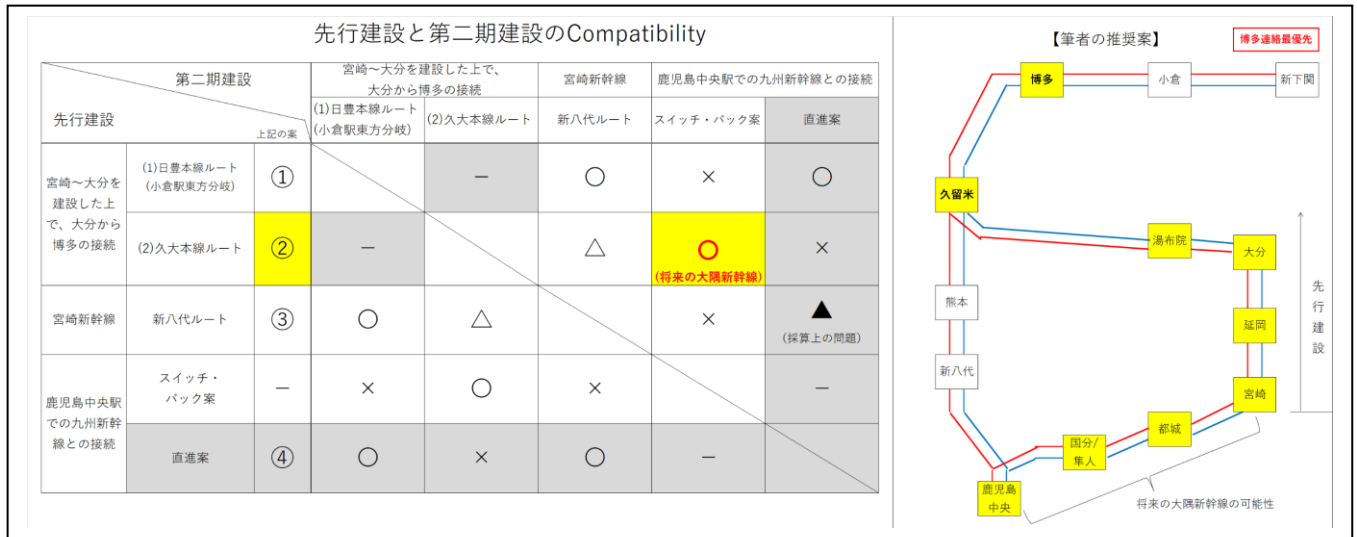 先行建設と第二期建設のCompatibility
第二期建設
先行建設
上記の案
宮崎～大分を建設した上で、
大分から博多の接続
宮崎新幹線
鹿児島中央駅での九州新幹線との接続
(1)日豊本線ルート
(小倉駅東方分岐)
(2)久大本線ルート
新八代ルート
スイッチ・バック案
直進案
宮崎～大分を
建設した上
で、大分から
博多の接続
(1)日豊本線ルート
(小倉駅東方分岐)
①
－
○
×
○
(2)久大本線ルート
②
－
△
○
(将来の大隅新幹線)
×
宮崎新幹線
新八代ルート
③
○
△
×
▲
(採算上の問題)
鹿児島中央駅
での九州新幹
線との接続
スイッチ・
バック案
－
×
○
×
－
直進案
④
○
×
○
－
【筆者の推奨案】
博多連絡最優先
博多
小倉
新下関
久留米
湯布院
大分
熊本
延岡
新八代
宮崎
都城
国分/
隼人
鹿児島
中央
先
行
建
設
将来の大隅新幹線の可能性